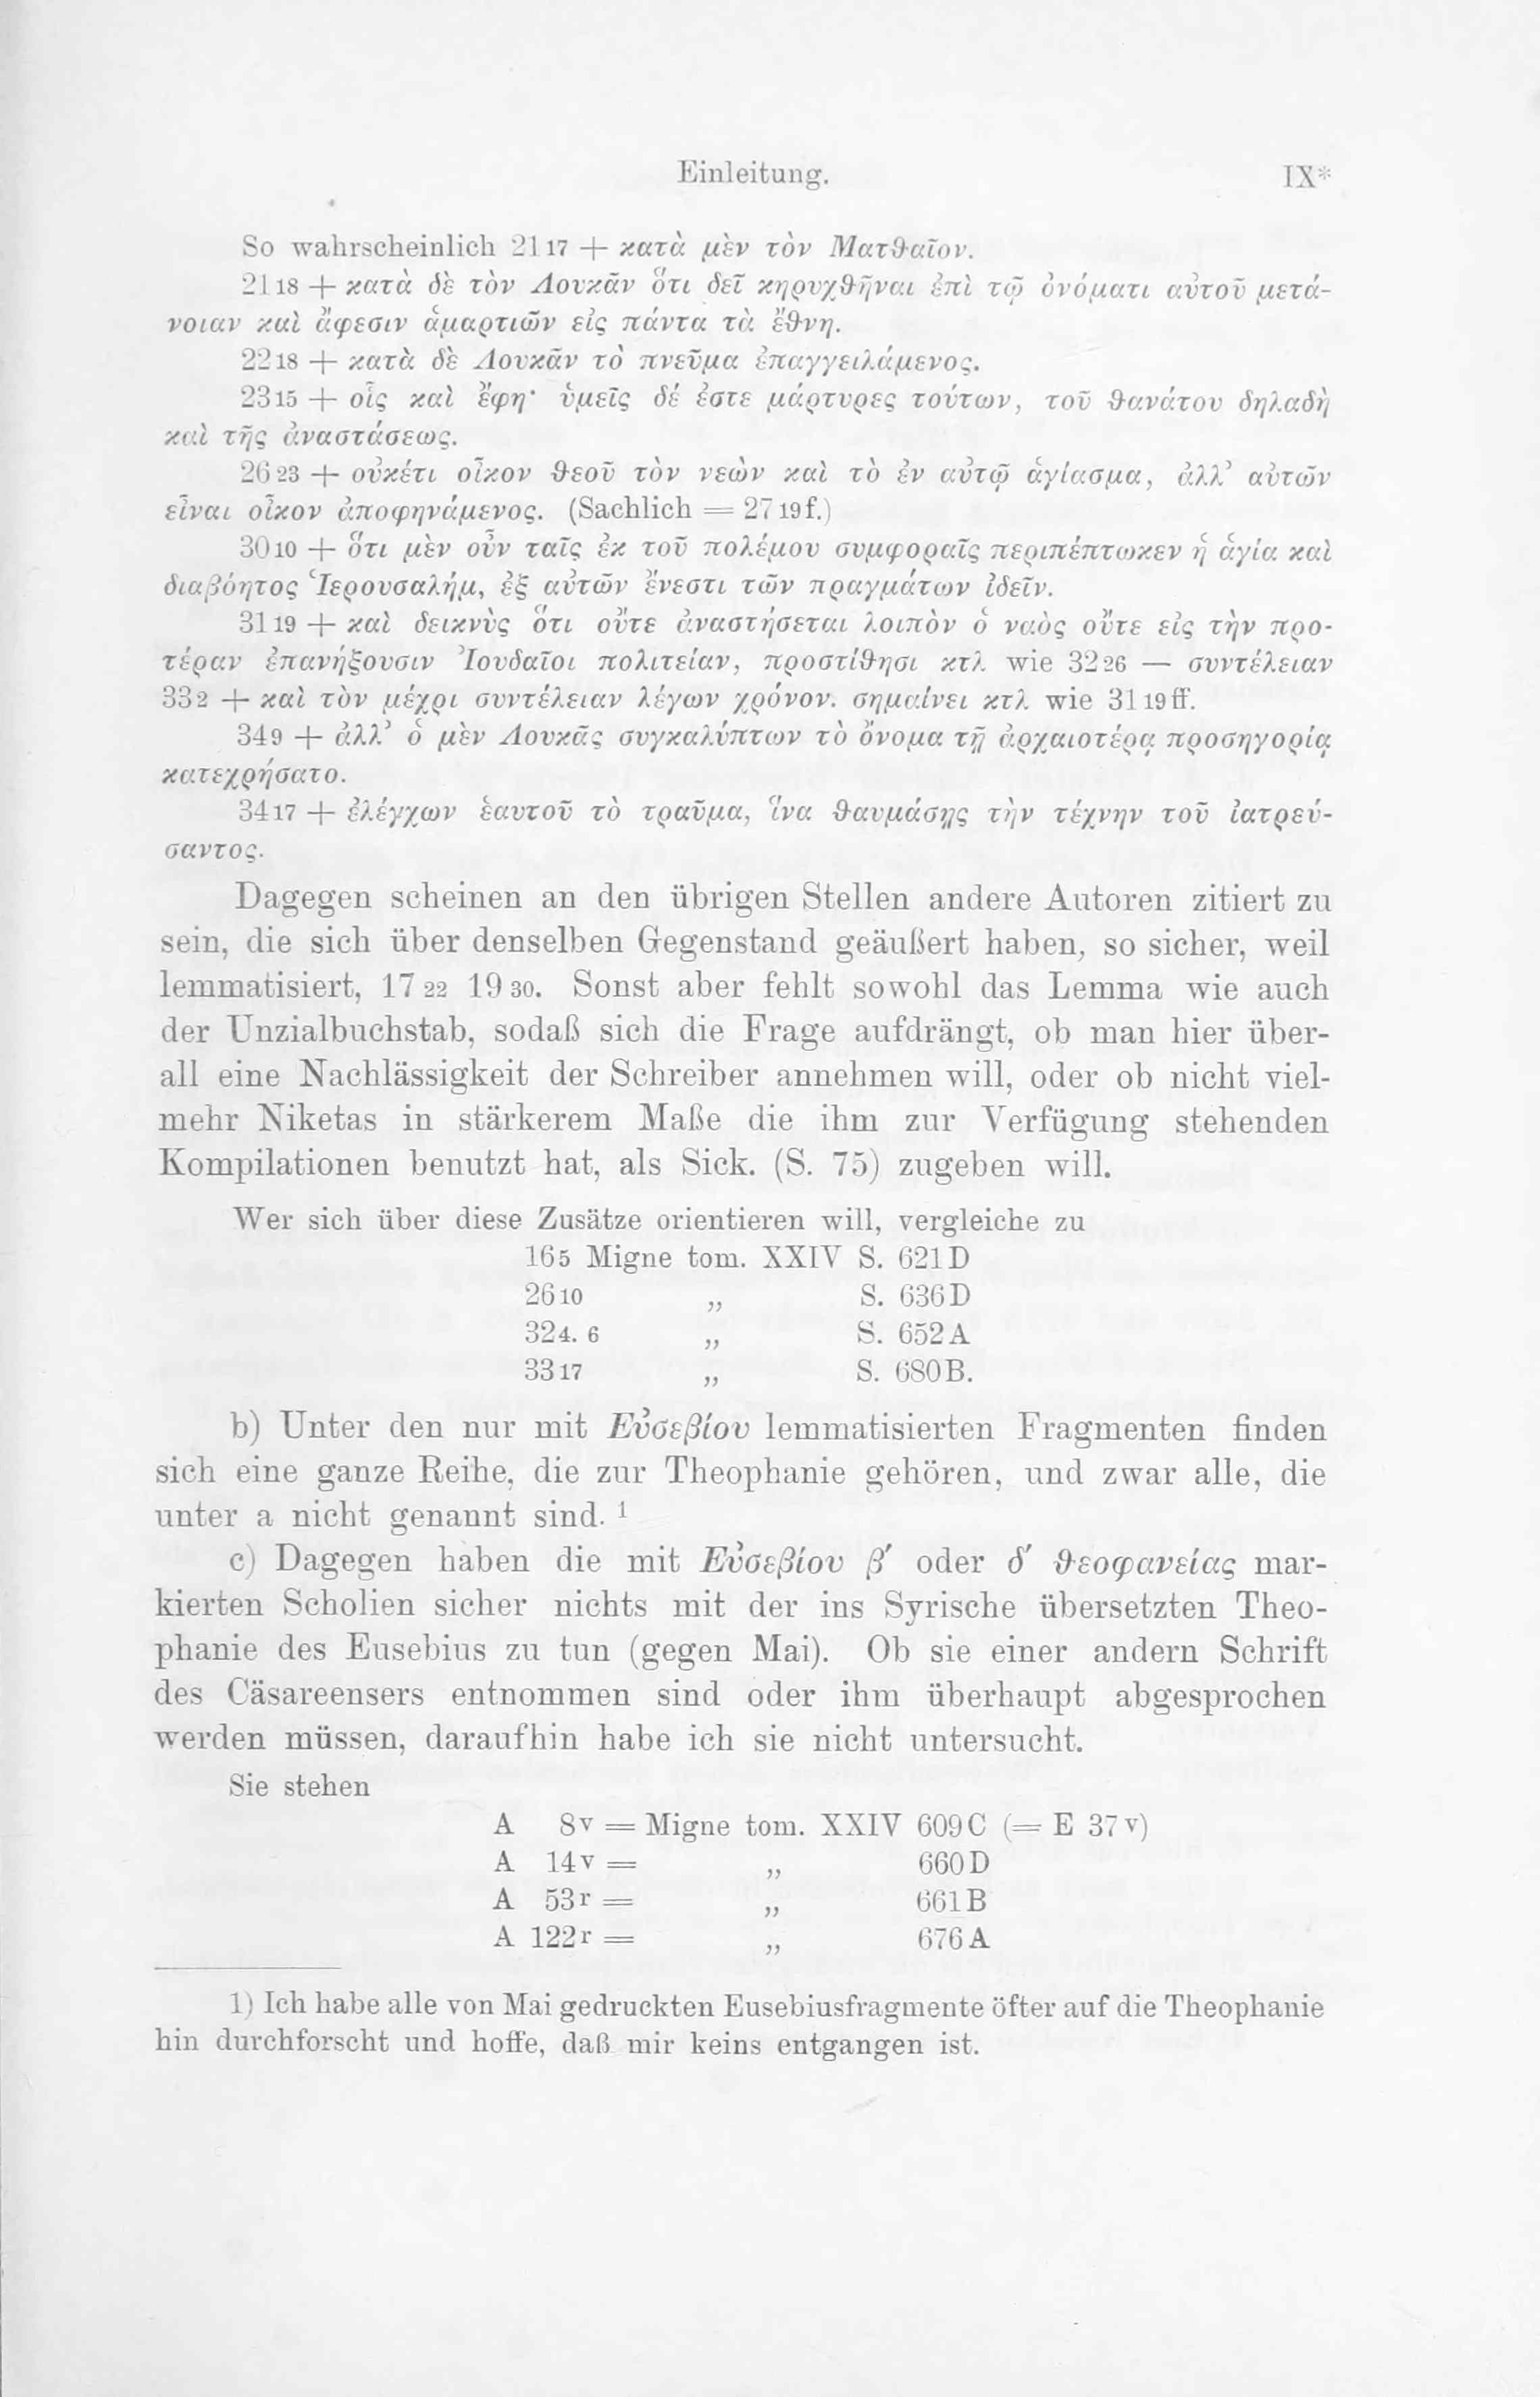 Einleitung. IX*
So wahrscheinlich 21 17 + κατὰ μὲν τὸν Ματθαῖον.
21 18 + κατὰ δὲ τὸν Λουκᾶν ὅτι δεῖ κηρυχθῆναι ἐπὶ τῷ ὀνόματι αὐτοῦ μετά-
νοιαν καὶ ἄφεσιν ἁμαρτιῶν εἰς πάντα τὰ ἔθνη.
22 18 + κατὰ δὲ Λουκᾶν τὸ πνεῦμα ἐπαγγειλάμενος.
23 15 + οἷς καὶ ἔφη· ὑμεῖς δέ ἐστε μάρτυρες τούτων, τοῦ θανάτου δηλαδὴ
καὶ τῆς ἀναστάσεως.
26 23 + οὐκέτι οἶκον θεοῦ τὸν νεὼν καὶ τὸ ἐν αὐτῷ ἁγίασμα, ἀλλ’ αὐτῶν
εἶναι οἶκον ἀποφηνάμενος. (Sachlich = 27 19 f.)
30 10 + ὅτι μὲν οὖν ταῖς ἐκ τοῦ πολέμου συμφοραῖς περιπέπτωκεν ἡ ἁγία καὶ
διαβόητος Ἱερουσαλήμ, ἐξ αὐτῶν ἔνεστι τῶν πραγμάτων ἰδεῖν.
31 19 + καὶ δεικνὺς ὅτι οὔτε ἀναστήσεται λοιπὸν ὁ ναὸς οὔτε εἰς τὴν προ-
τέραν ἐπανήξουσιν Ἰουδαῖοι πολιτείαν, προστίθησι κτλ wie 32 26 — συντέλειαν
33 2 + καὶ τὸν μέχρι συντέλειαν λέγων χρόνον. σημαίνει κτλ wie 31 19 ff.
34 9 + ἀλλ’ ὁ μὲν Λουκᾶς συγκαλύπτων τὸ ὄνομα τῇ ἀρχαιοτέρᾳ προσηγορίᾳ
κατεχρήσατο.
34 17 + ἐλέγχων ἑαυτοῦ τὸ τραῦμα, ἵνα θαυμάσῃς τὴν τέχνην τοῦ ἰατρεύ-
σαντος.
Dagegen scheinen an den übrigen Stellen andere Autoren zitiert zu
sein, die sich über denselben Gegenstand geäußert haben, so sicher, weil
lemmatisiert, 17 22 19 30. Sonst aber fehlt sowohl das Lemma wie auch
der Unzialbuchstab, sodaß sich die Frage aufdrängt, ob man hier über-
all eine Nachlässigkeit der Schreiber annehmen will, oder ob nicht viel-
mehr Niketas in stärkerem Maße die ihm zur Verfügung stehenden
Kompilationen benutzt hat, als Sick. (S. 75) zugeben will.
Wer sich über diese Zusätze orientieren will, vergleiche zu
16 5 Migne tom. XXIV S. 621 D
26 10 „ S. 636 D
32 4. 6 „ S. 652 A
33 17 „ S. 680 B.
b) Unter den nur mit Εὐσεβίου lemmatisierten Fragmenten finden
sich eine ganze Reihe, die zur Theophanie gehören, und zwar alle, die
unter a nicht genannt sind. 1
c) Dagegen haben die mit Εὐσεβίου β′ oder δ′ θεοφανείας mar-
kierten Scholien sicher nichts mit der ins Syrische übersetzten Theo-
phanie des Eusebius zu tun (gegen Mai). Ob sie einer andern Schrift
des Cäsareensers entnommen sind oder ihm überhaupt abgesprochen
werden müssen, daraufhin habe ich sie nicht untersucht.
Sie stehen
A 8 v = Migne tom. XXIV 609 C (= E 37 v)
A 14 v = „ 660 D
A 53 r = „ 661 B
A 122 r = „ 676 A
1) Ich habe alle von Mai gedruckten Eusebiusfragmente öfter auf die Theophanie
hin durchforscht und hoffe, daß mir keins entgangen ist.